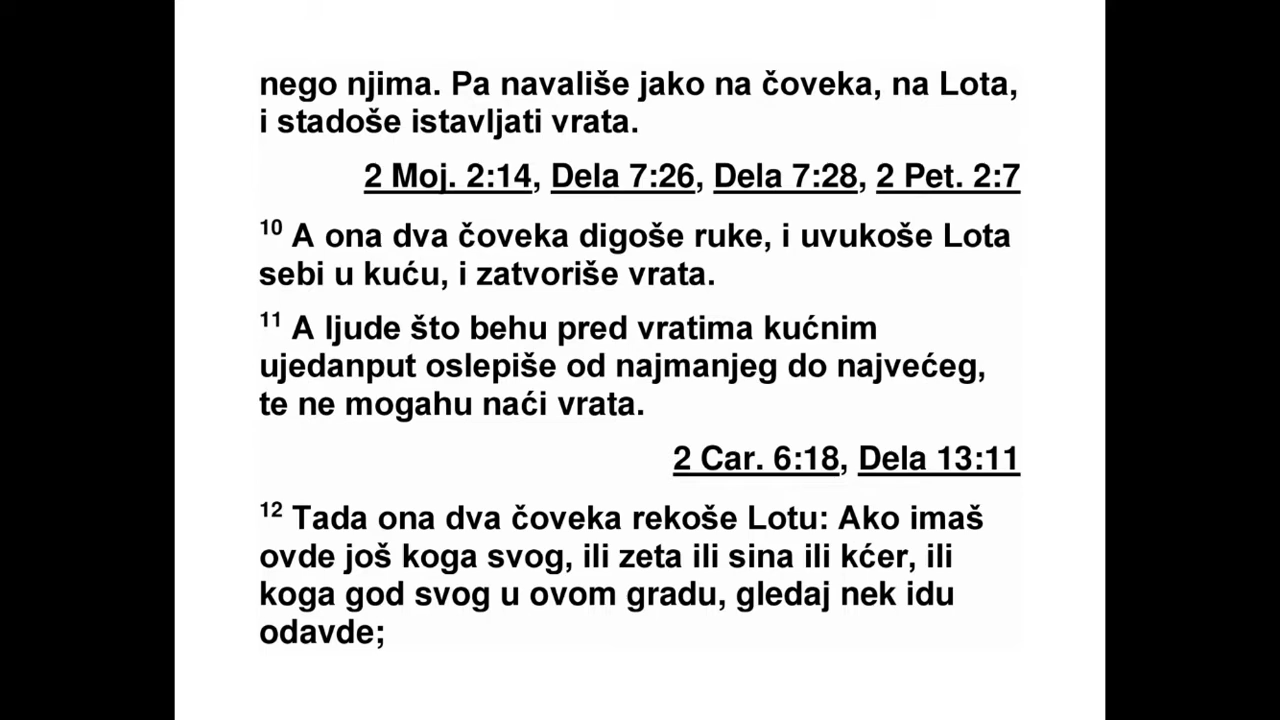 nego njima. Pa navališe jako na čoveka, na Lota,
i stadoše istavljati vrata.
2 Moj. 2:14, Dela 7:26, Dela 7:28, 2 Pet. 2:7
10 A ona dva čoveka digoše ruke, i uvukoše Lota
sebi u kuću, i zatvoriše vrata.
11 A ljude što behu pred vratima kućnim
ujedanput oslepiše od najmanjeg do najvećeg,
te ne mogahu naći vrata.
2 Car. 6:18, Dela 13:11
12 Tada ona dva čoveka rekoše Lotu: Ako imaš
ovde još koga svog, ili zeta ili sina ili kćer, ili
koga god svog u ovom gradu, gledaj nek idu
odavde;